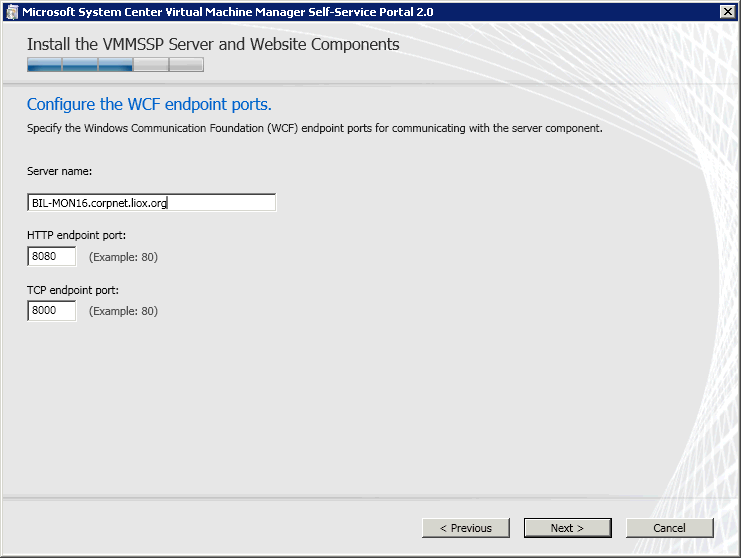 Microsoft System Center Virtual Machine Manager Self-Service Portal 2.0
Install the VMMSSP Server and Website Components
Configure the WCF endpoint ports.
Specify the Windows Communication Foundation (WCF) endpoint ports for communicating with the server component.
Server name:
BIL-MON16.corpnet.liox.org
HTTP endpoint port:
8080 (Example: 80)
TCP endpoint port:
8000 (Example: 80)
< Previous Next > Cancel